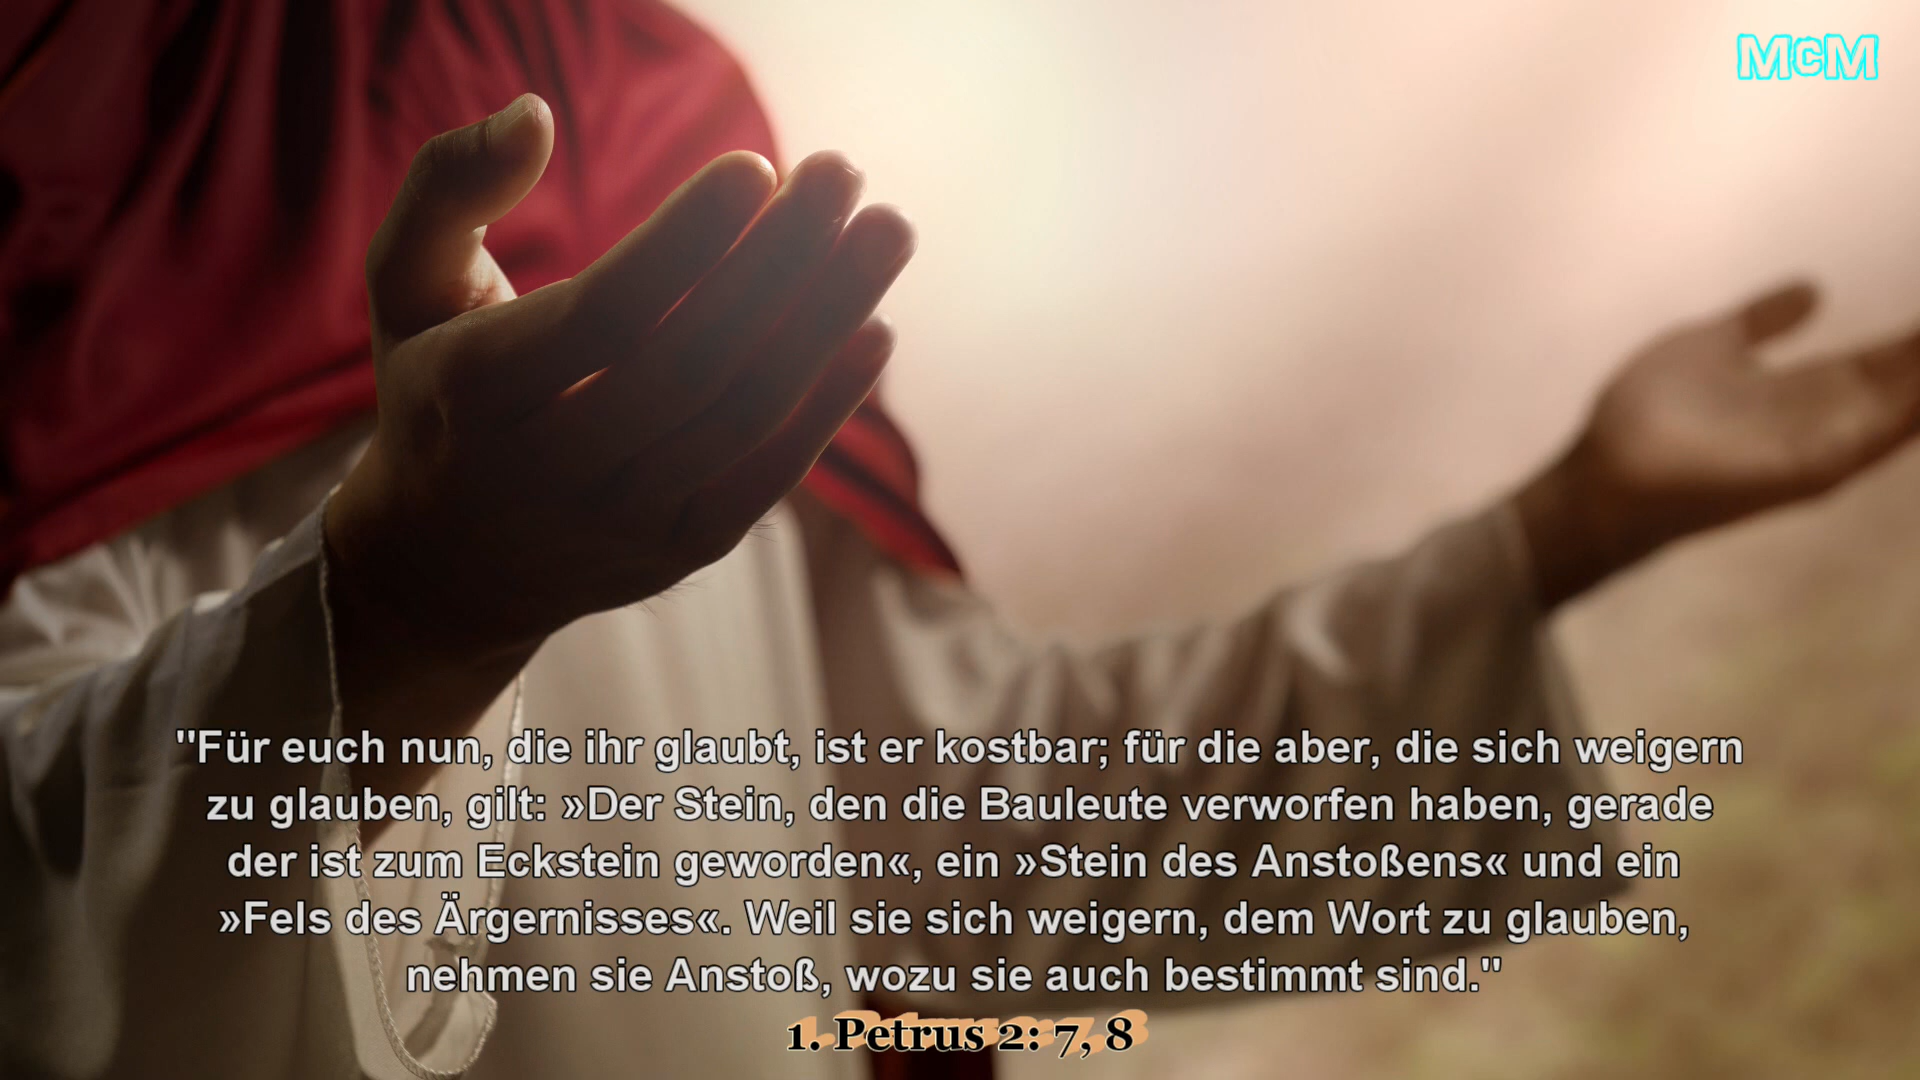 McM
"Für euch nun, die ihr glaubt, ist er kostbar; für die aber, die sich weigern
zu glauben, gilt: »Der Stein, den die Bauleute verworfen haben, gerade
der ist zum Eckstein geworden«, ein »Stein des Anstoßens« und ein
»Fels des Ärgernisses«. Weil sie sich weigern, dem Wort zu glauben,
nehmen sie Anstoß, wozu sie auch bestimmt sind."
1. Petrus 2: 7, 8